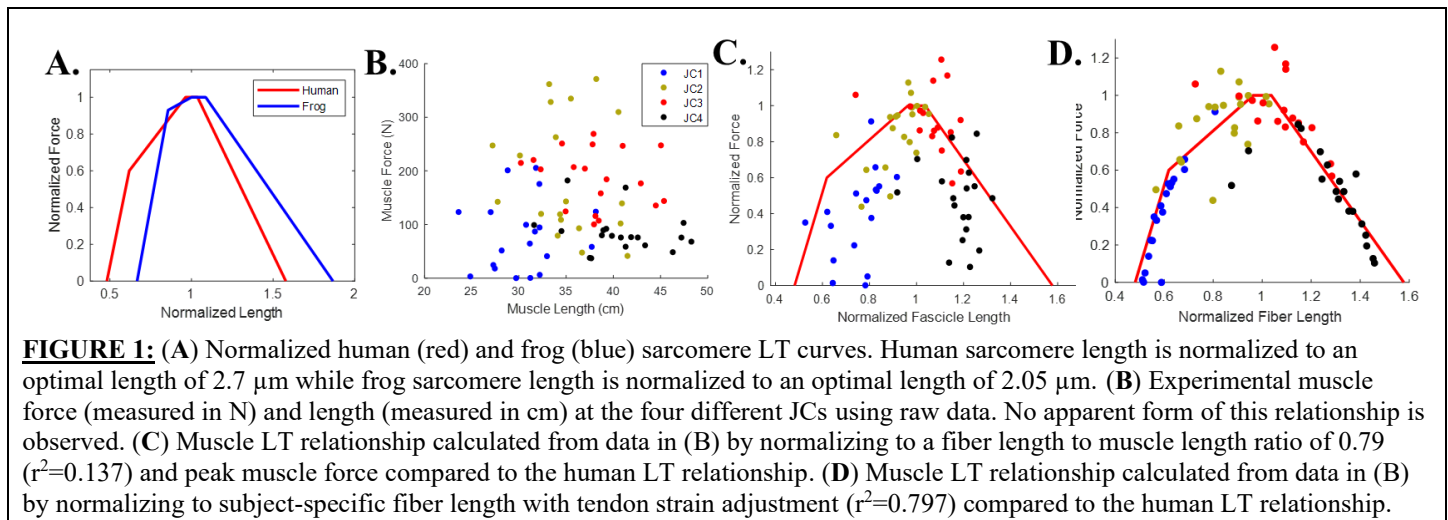 A.
B.
C.
D.
Normalized Force
1
0.8
0.6
0.4
0.2
0
0.5
1
1.5
2
Normalized Length
Human
Frog
Muscle Force (N)
400
300
200
100
0
20
25
30
35
40
45
50
Muscle Length (cm)
JC1
JC2
JC3
JC4
Normalized Force
1.2
1
0.8
0.6
0.4
0.2
0
0.4
0.6
0.8
1
1.2
1.4
1.6
Normalized Fascicle Length
Normalized Force
1.2
1
0.8
0.6
0.4
0.2
0
0.4
0.6
0.8
1
1.2
1.4
1.6
Normalized Fiber Length
FIGURE 1: (A) Normalized human (red) and frog (blue) sarcomere LT curves. Human sarcomere length is normalized to an
optimal length of 2.7 µm while frog sarcomere length is normalized to an optimal length of 2.05 µm. (B) Experimental muscle
force (measured in N) and length (measured in cm) at the four different JCs using raw data. No apparent form of this relationship is
observed. (C) Muscle LT relationship calculated from data in (B) by normalizing to a fiber length to muscle length ratio of 0.79
(r²=0.137) and peak muscle force compared to the human LT relationship. (D) Muscle LT relationship calculated from data in (B)
by normalizing to subject-specific fiber length with tendon strain adjustment (r²=0.797) compared to the human LT relationship.